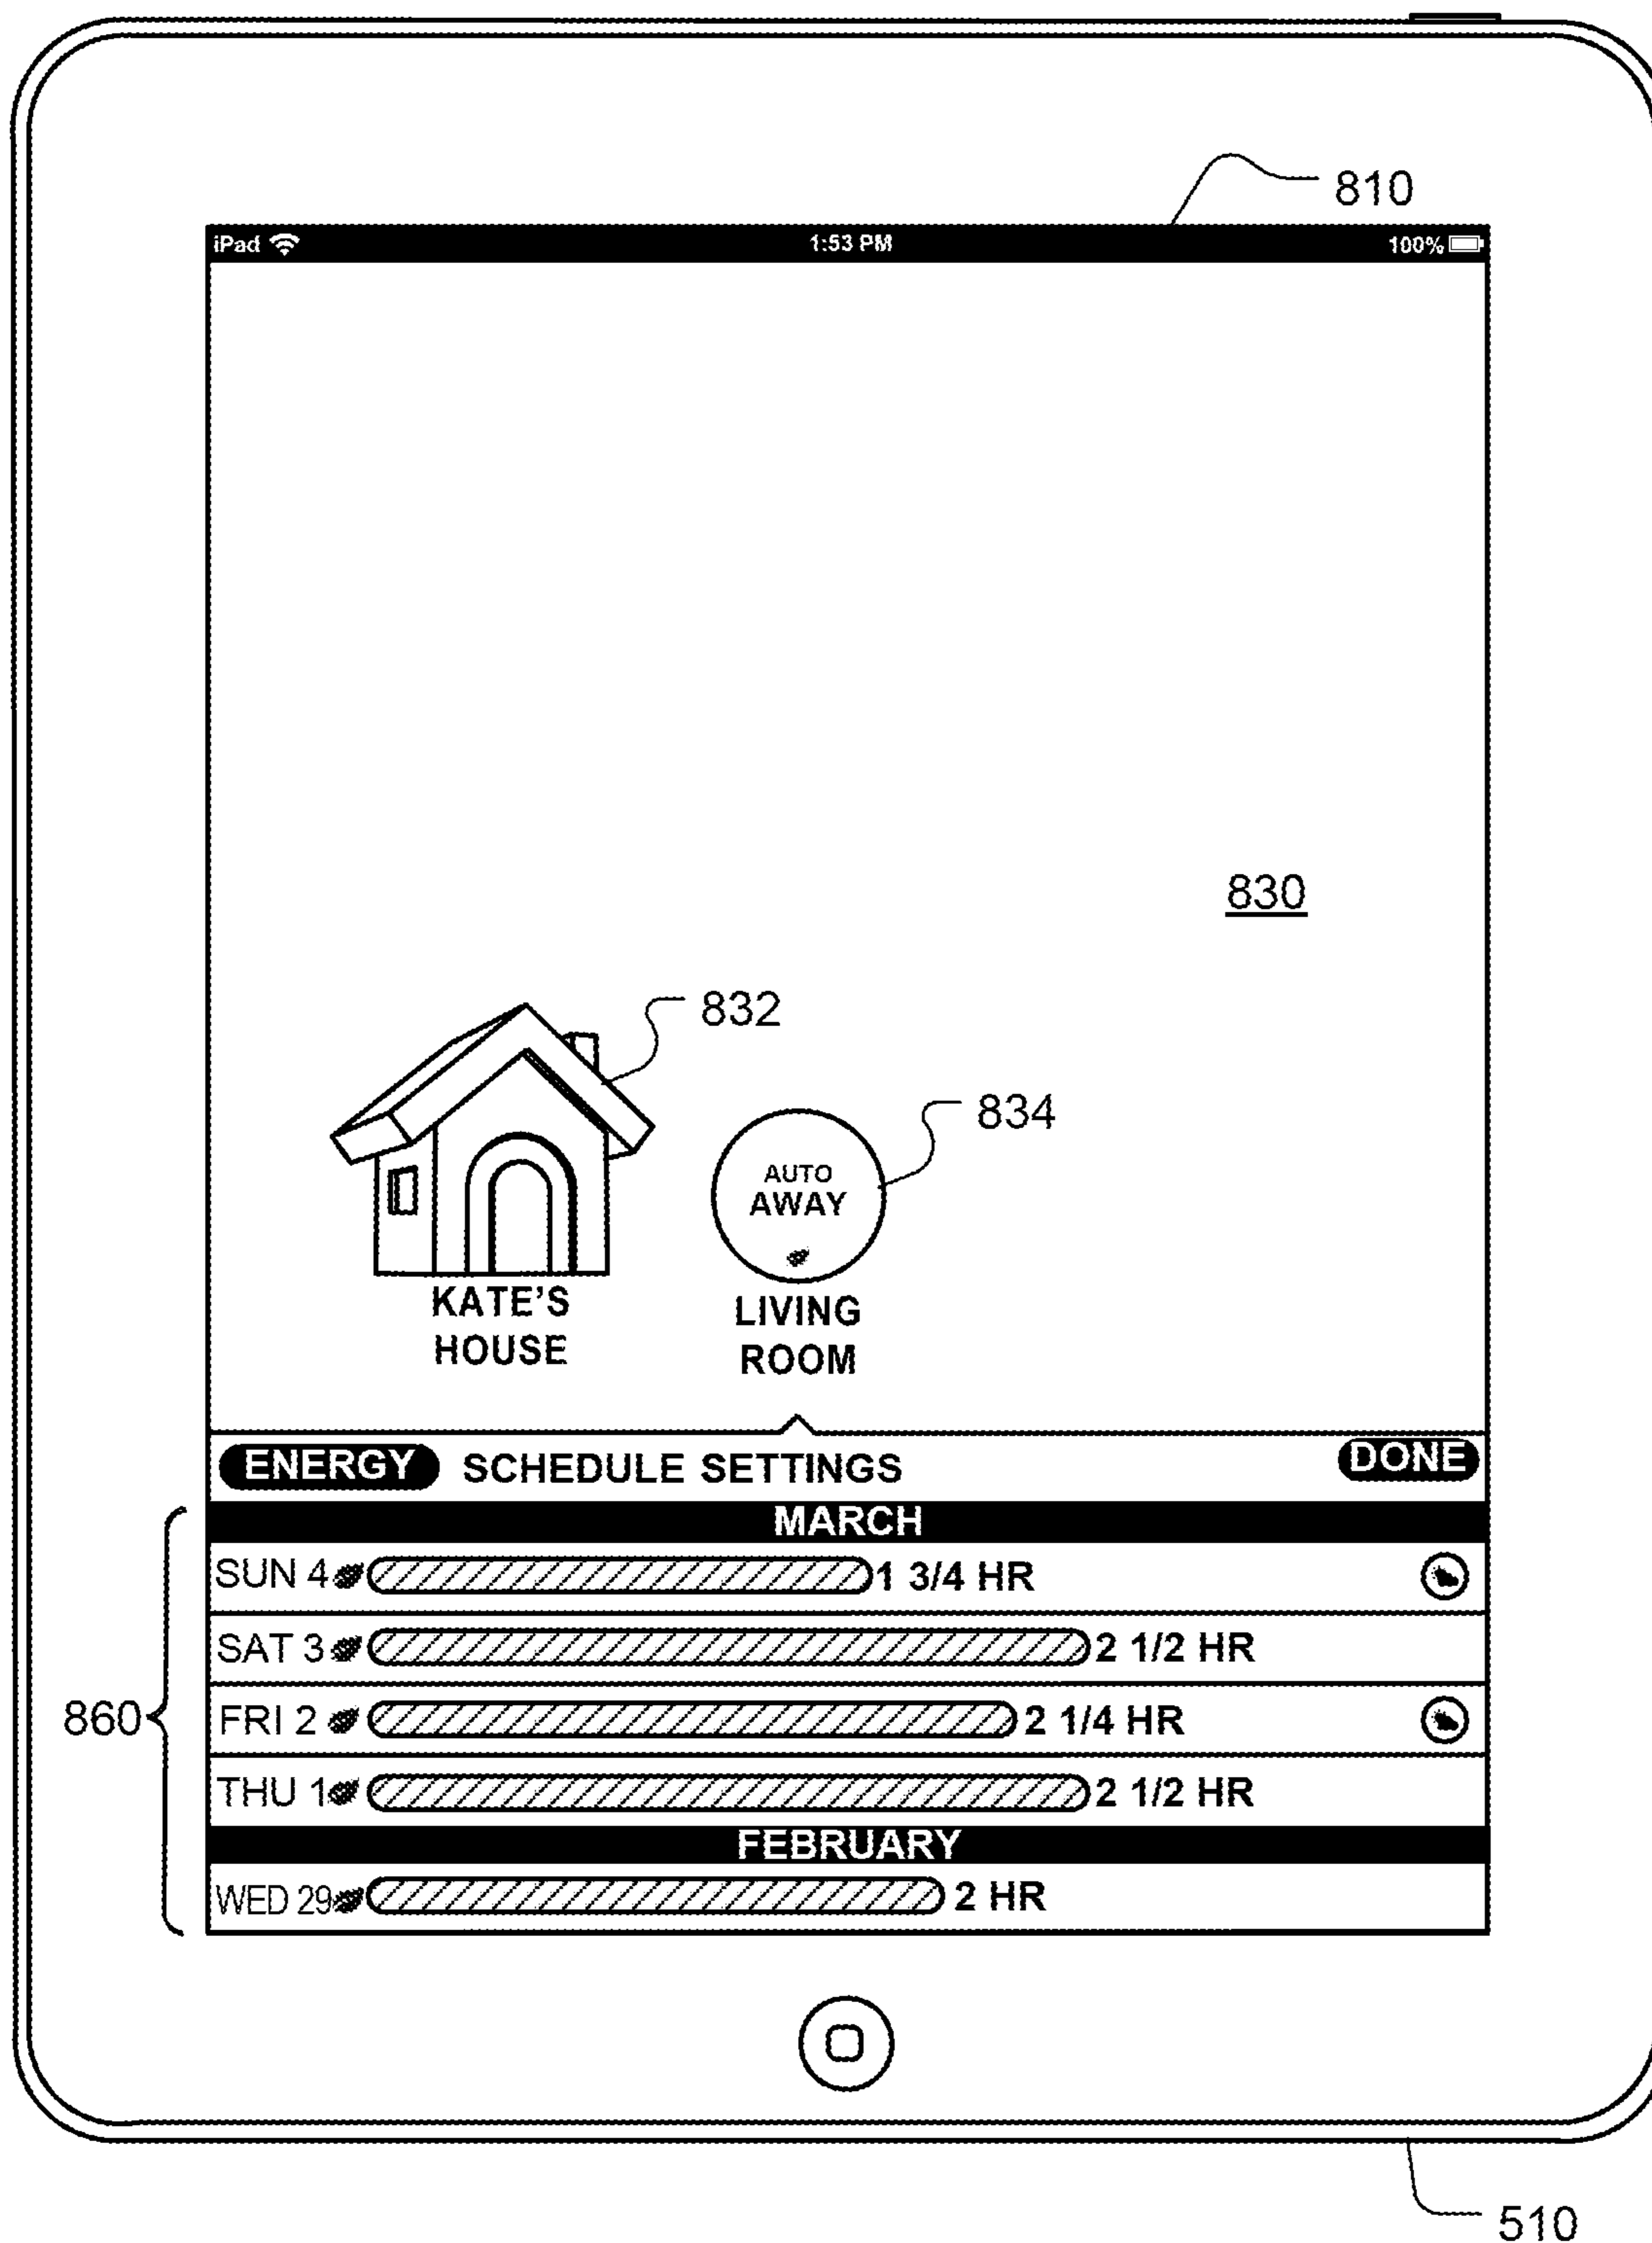 810
iPad 1:53 PM 100%
830
832
834
AUTO
AWAY
KATE'S
HOUSE
LIVING
ROOM
ENERGY SCHEDULE SETTINGS DONE
MARCH
SUN 4 1 3/4 HR
SAT 3 2 1/2 HR
860
FRI 2 2 1/4 HR
THU 1 2 1/2 HR
FEBRUARY
WED 29 2 HR
510